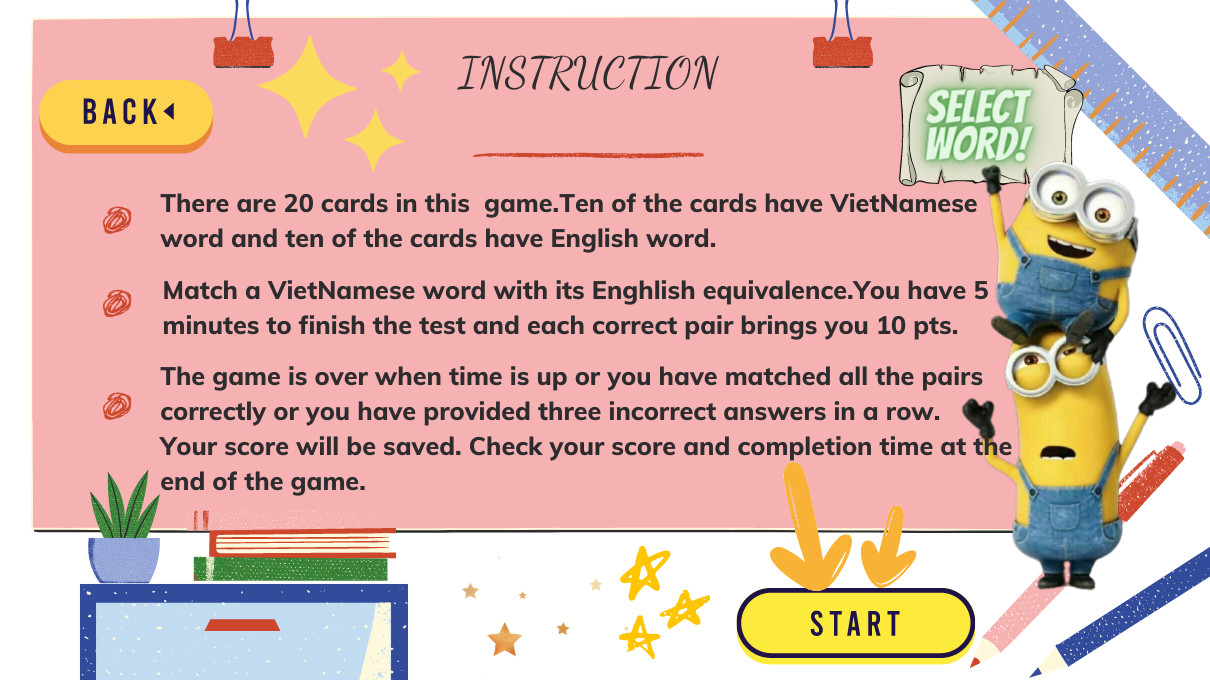 INSTRUCTION
BACK
SELECT
WORD!
There are 20 cards in this  game.Ten of the cards have VietNamese
word and ten of the cards have English word.
Match a VietNamese word with its Enghlish equivalence.You have 5
minutes to finish the test and each correct pair brings you 10 pts.
The game is over when time is up or you have matched all the pairs
correctly or you have provided three incorrect answers in a row.
Your score will be saved. Check your score and completion time at the
end of the game.
START